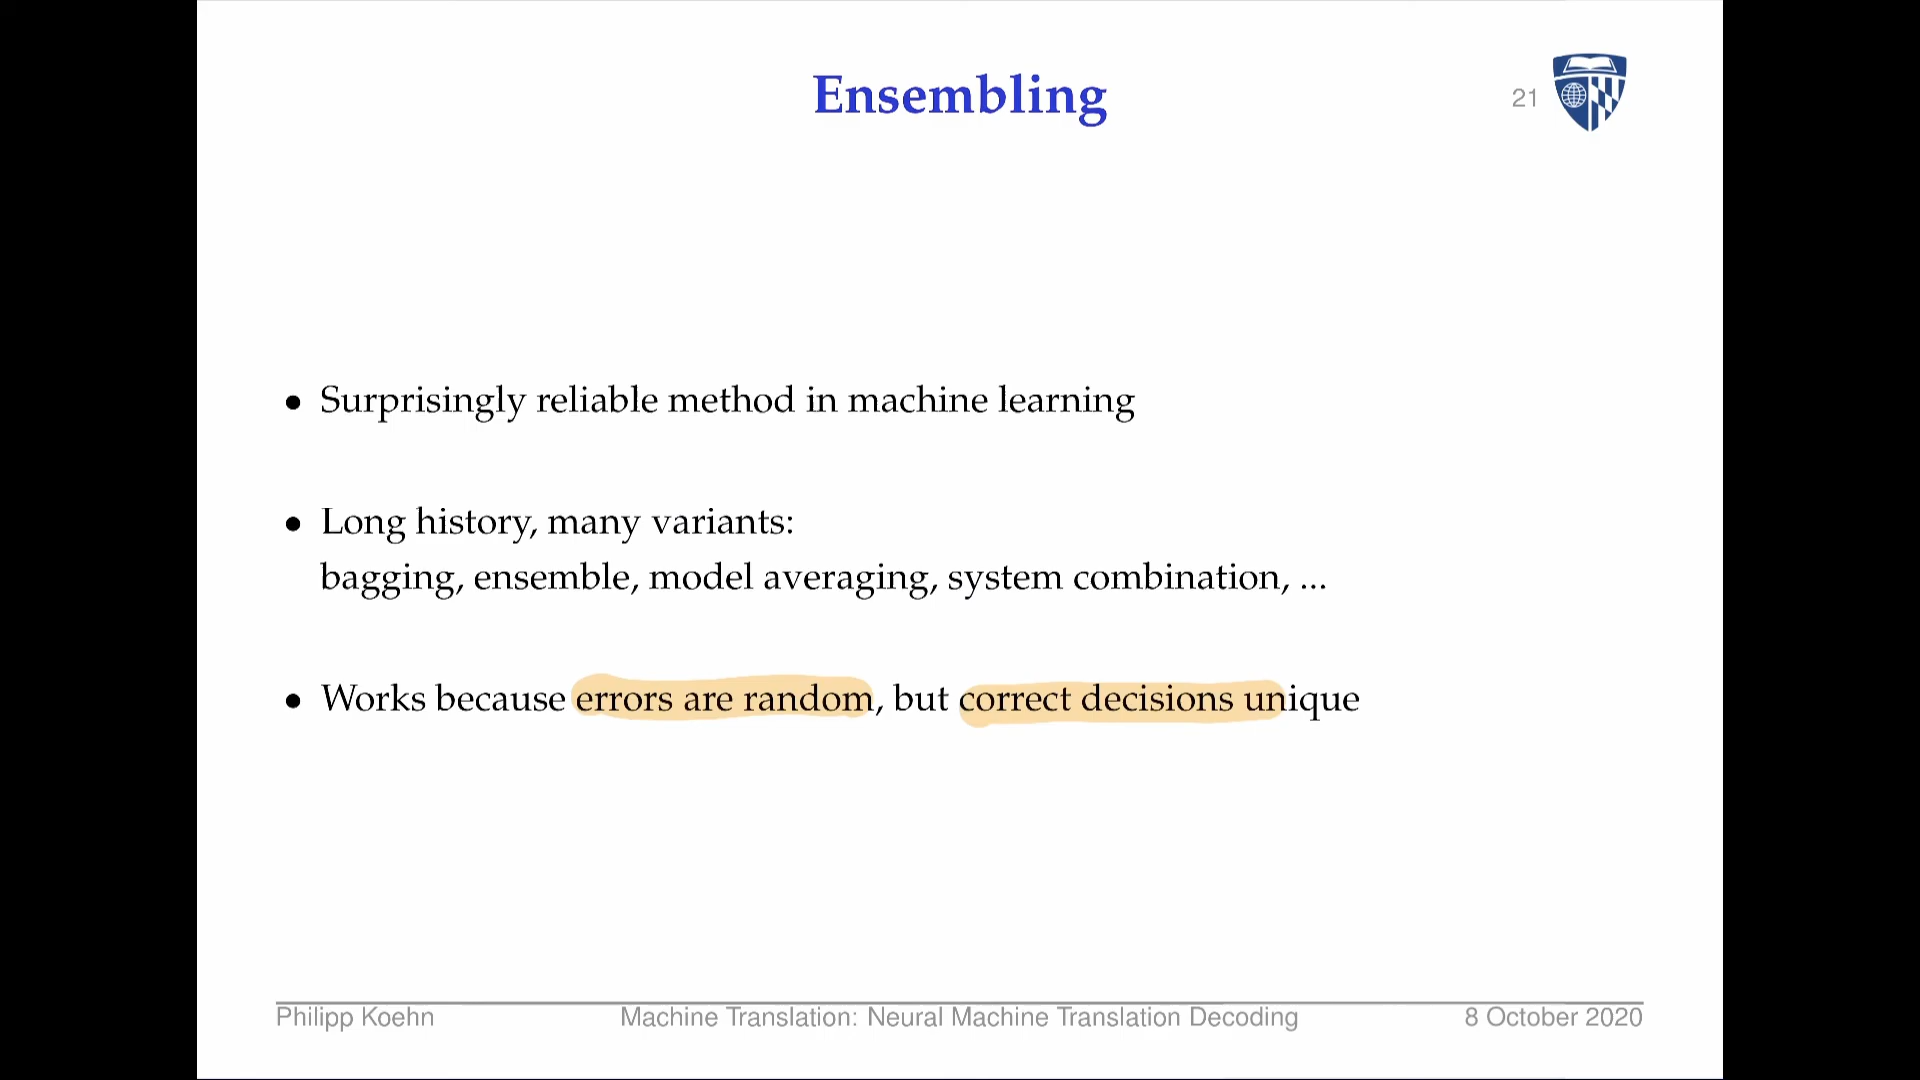 Ensembling
21
• Surprisingly reliable method in machine learning
• Long history, many variants:
bagging, ensemble, model averaging, system combination, ...
• Works because errors are random, but correct decisions unique
Philipp Koehn Machine Translation: Neural Machine Translation Decoding 8 October 2020